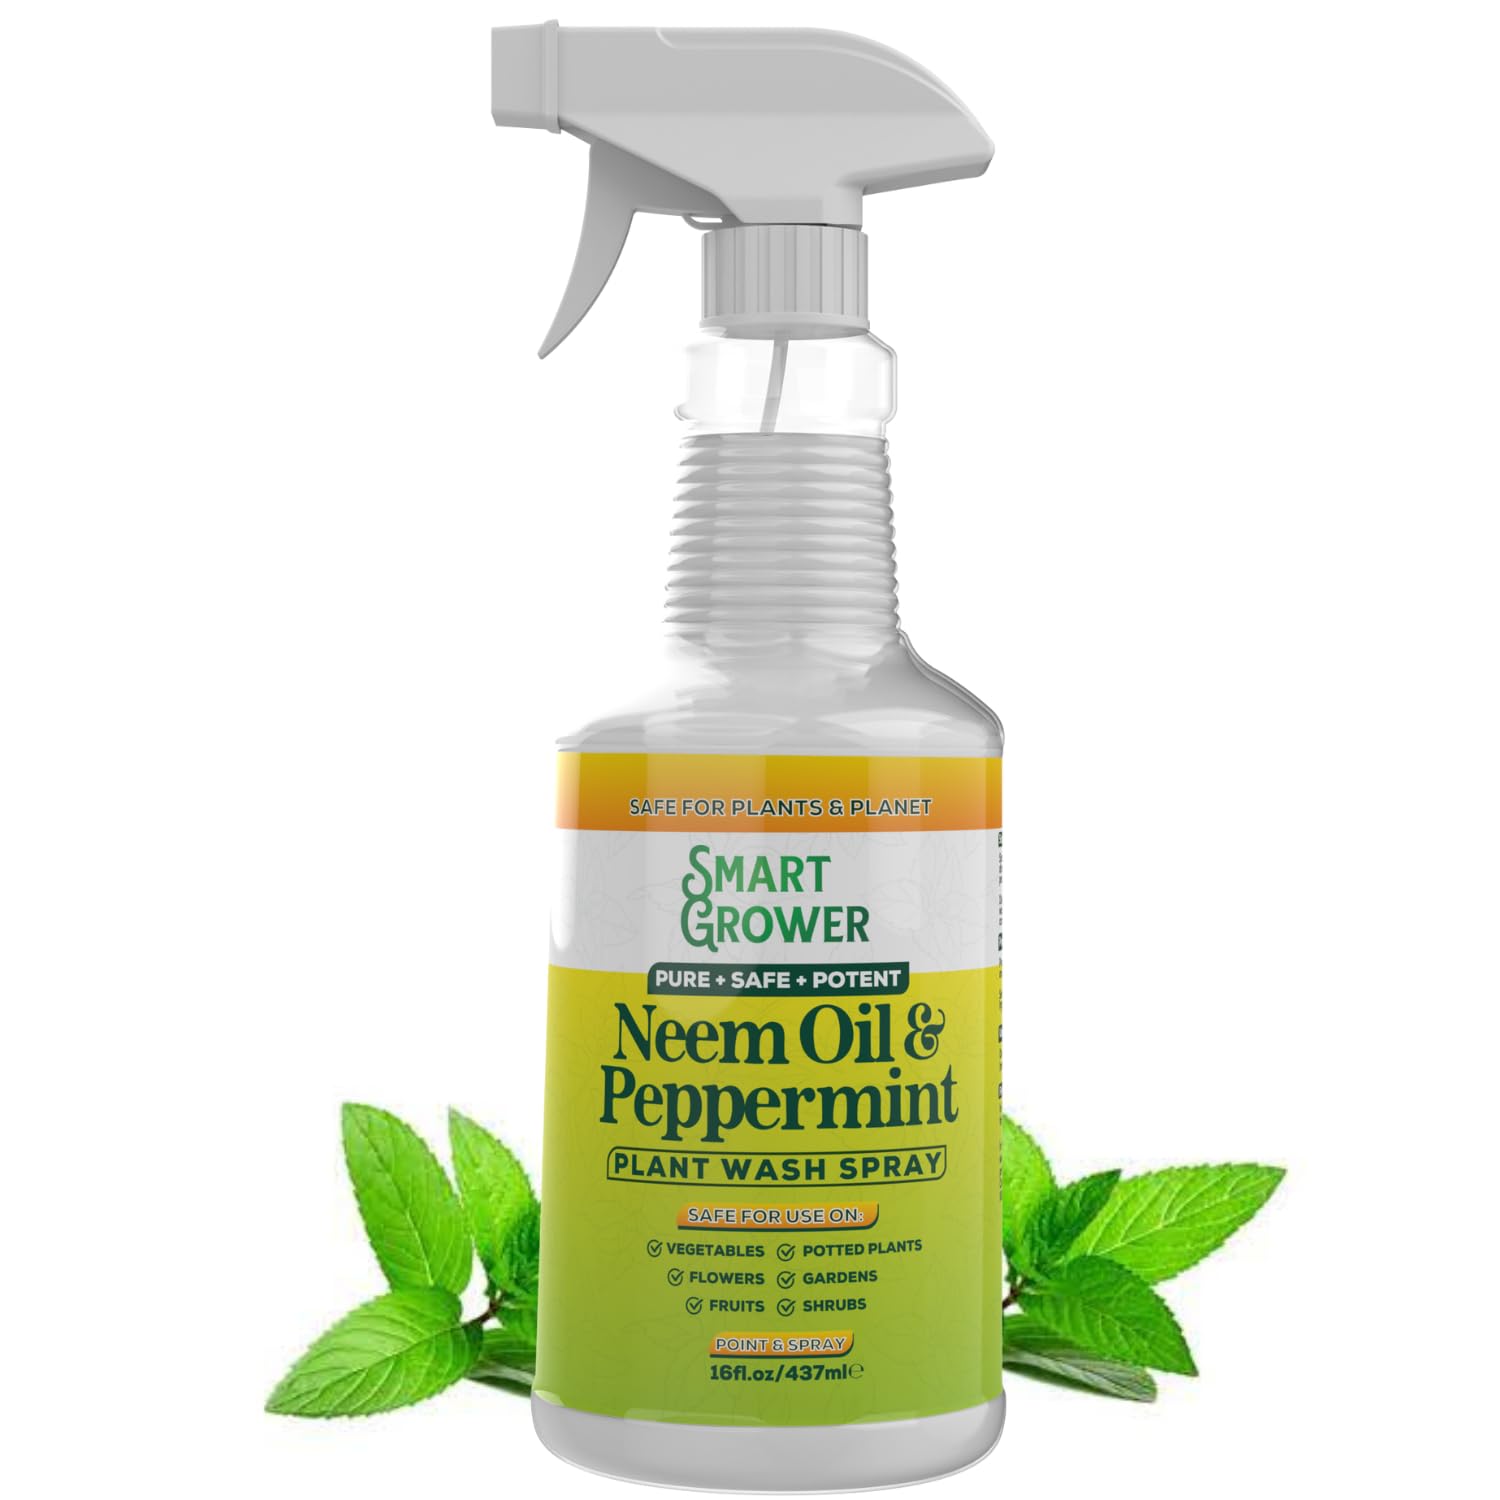 SAFE FOR PLANTS & PLANET
SMART
GROWER
PURE + SAFE + POTENT
Neem Oil &
Peppermint
PLANT WASH SPRAY
SAFE FOR USE ON:
VEGETABLES POTTED PLANTS
FLOWERS GARDENS
FRUITS SHRUBS
POINT & SPRAY
16fl.oz/437ml℮